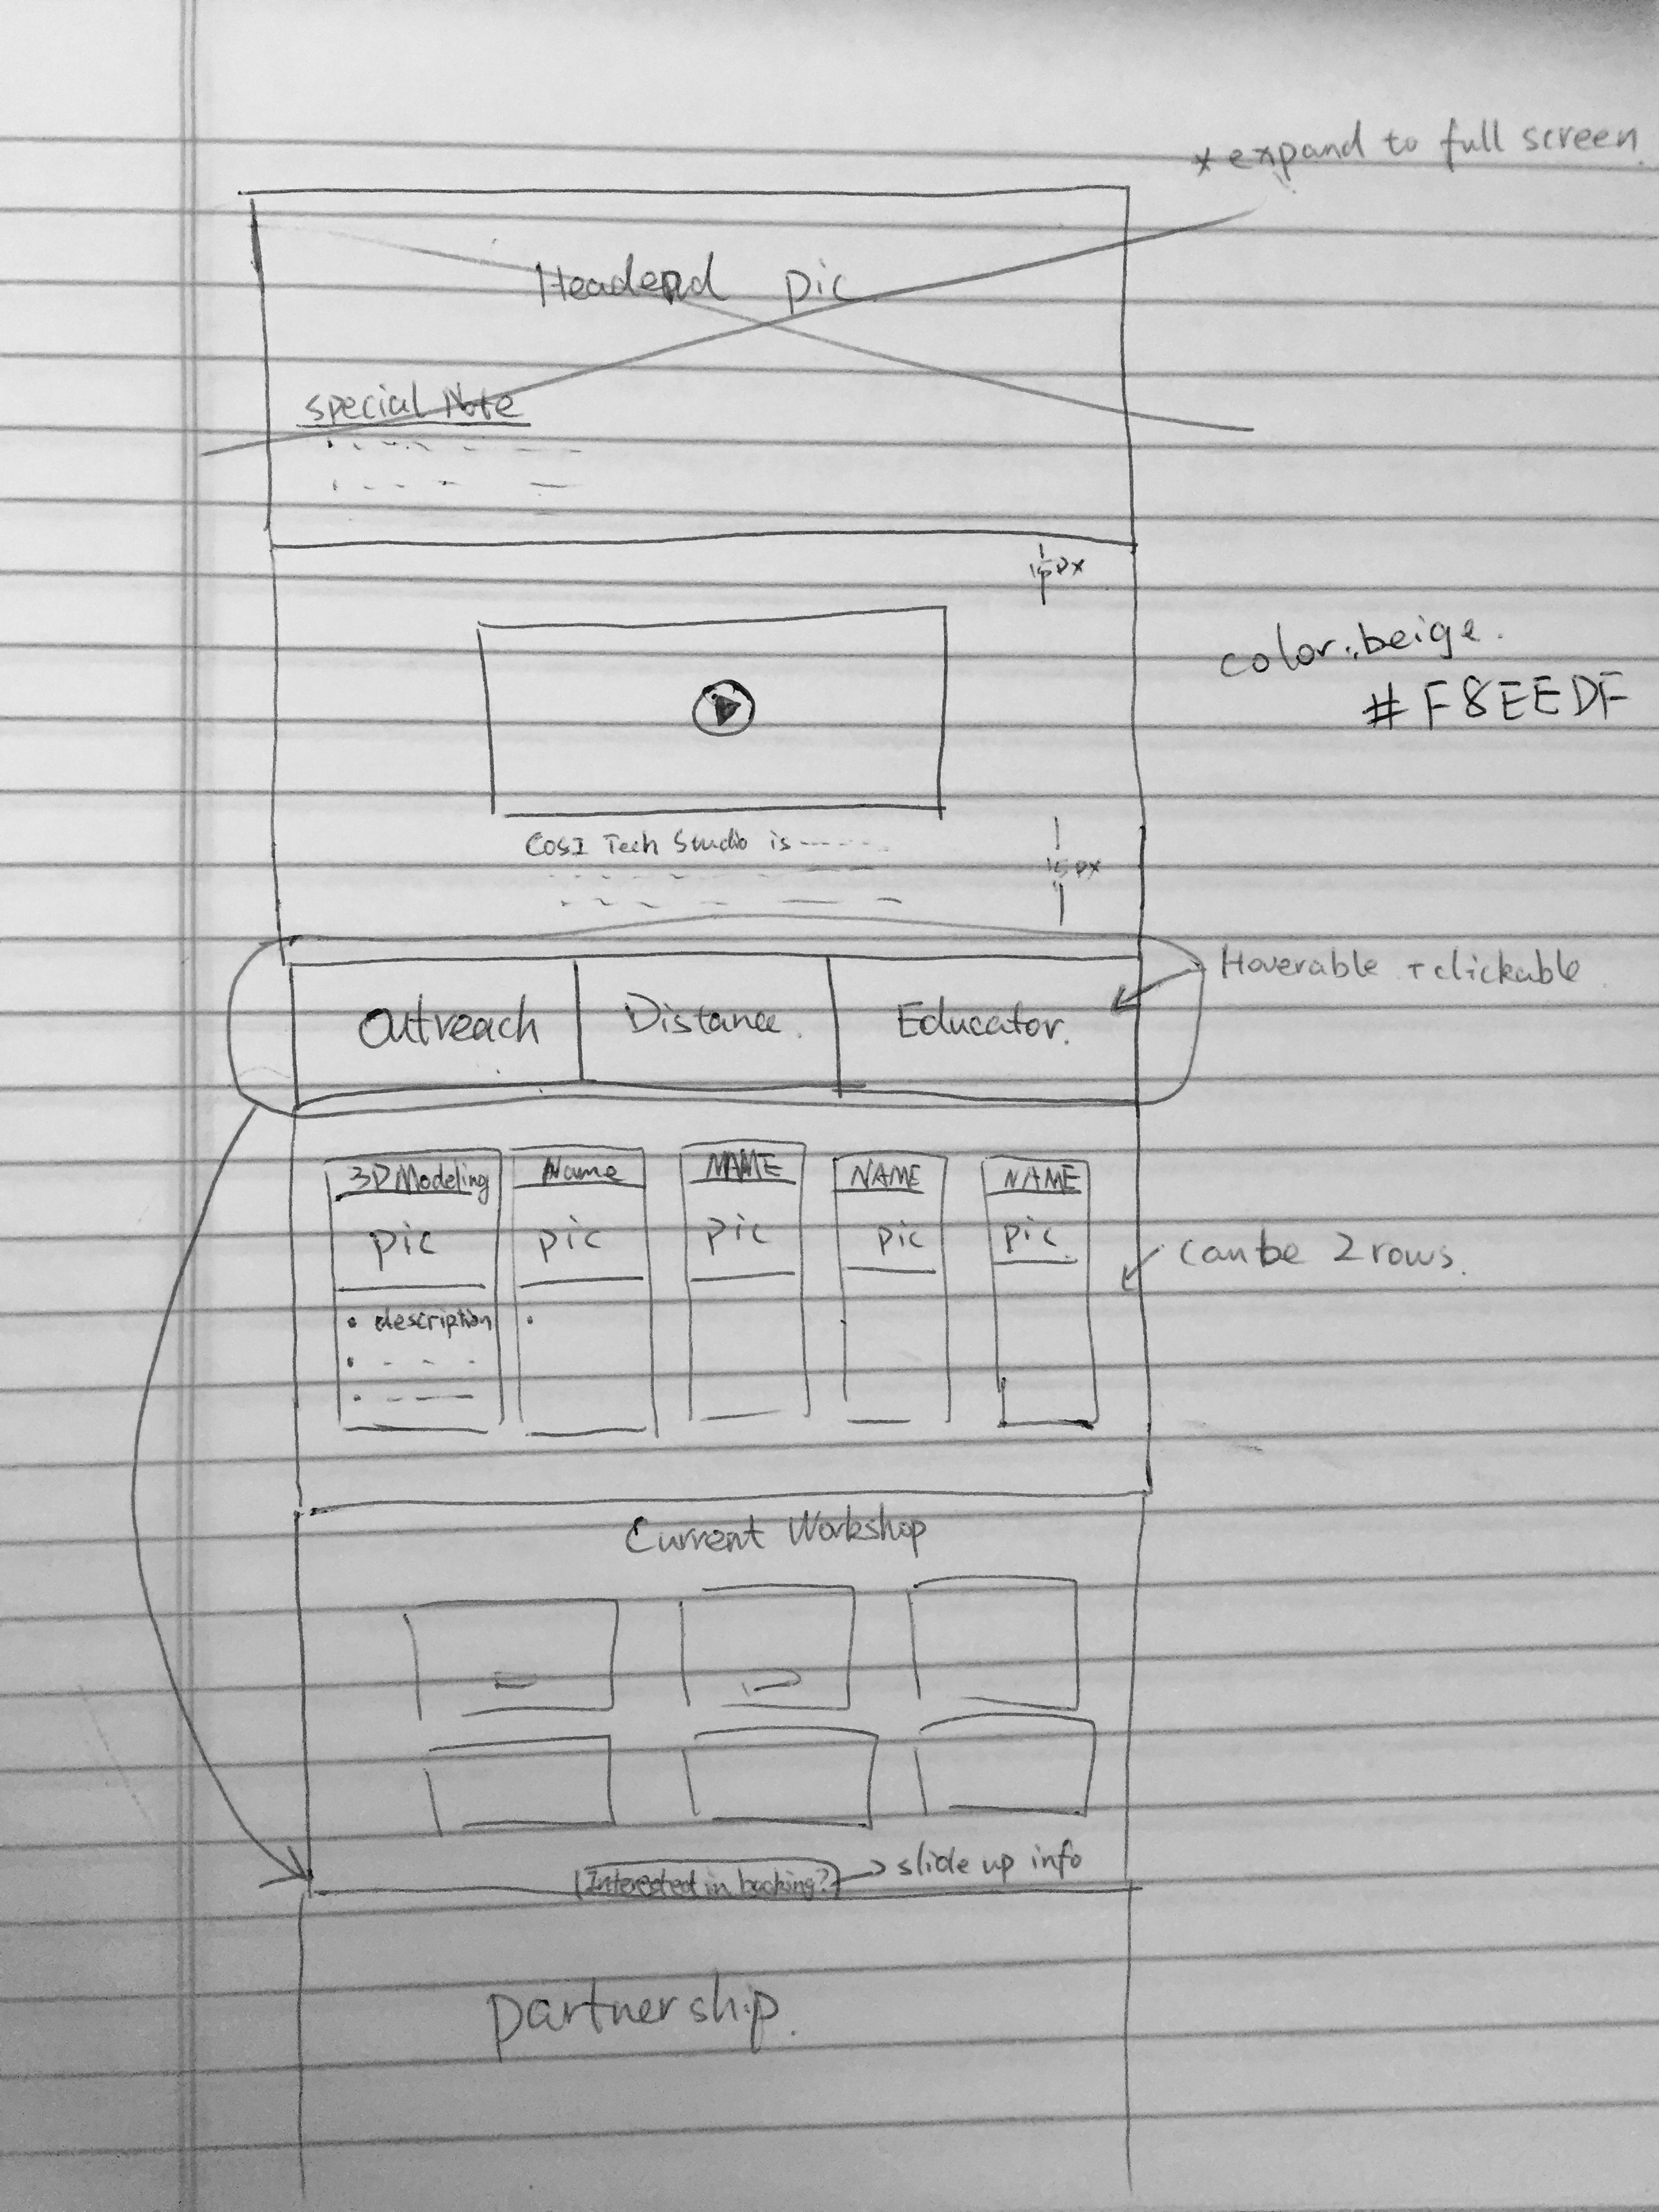 * expand to full screen.
Headend pic
special Note
15px
color: beige.
#F8EEDF
COSI Tech Studio is
15px
Hoverable + clickable
Outreach
Distance.
Educator.
3D Modeling
Name
NAME
NAME
NAME
pic
pic
pic
pic
pic
can be 2 rows.
• description
Current Workshop
Interested in booking? → slide up info
partnership.